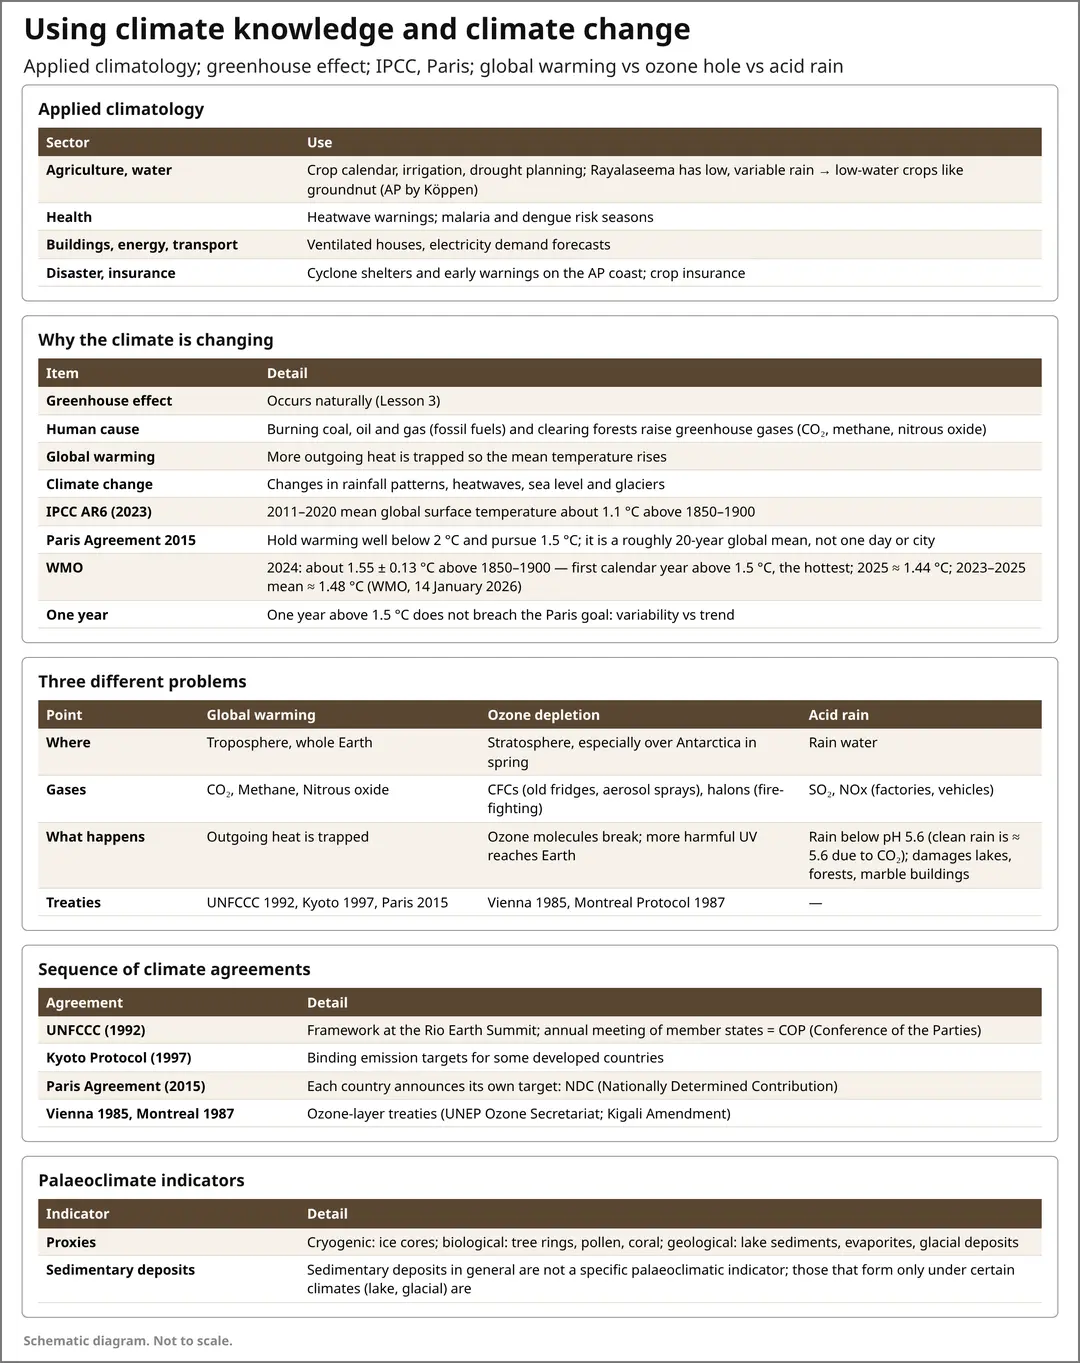 Using climate knowledge and climate change
Applied climatology; greenhouse effect; IPCC, Paris; global warming vs ozone hole vs acid rain
Applied climatology
Sector Use
Agriculture, water Crop calendar, irrigation, drought planning; Rayalaseema has low, variable rain → low-water crops like
groundnut (AP by Köppen)
Health Heatwave warnings; malaria and dengue risk seasons
Buildings, energy, transport Ventilated houses, electricity demand forecasts
Disaster, insurance Cyclone shelters and early warnings on the AP coast; crop insurance
Why the climate is changing
Item Detail
Greenhouse effect Occurs naturally (Lesson 3)
Human cause Burning coal, oil and gas (fossil fuels) and clearing forests raise greenhouse gases (CO₂, methane, nitrous oxide)
Global warming More outgoing heat is trapped so the mean temperature rises
Climate change Changes in rainfall patterns, heatwaves, sea level and glaciers
IPCC AR6 (2023) 2011–2020 mean global surface temperature about 1.1 °C above 1850–1900
Paris Agreement 2015 Hold warming well below 2 °C and pursue 1.5 °C; it is a roughly 20-year global mean, not one day or city
WMO 2024: about 1.55 ± 0.13 °C above 1850–1900 — first calendar year above 1.5 °C, the hottest; 2025 ≈ 1.44 °C; 2023–2025
mean ≈ 1.48 °C (WMO, 14 January 2026)
One year One year above 1.5 °C does not breach the Paris goal: variability vs trend
Three different problems
Point Global warming Ozone depletion Acid rain
Where Troposphere, whole Earth Stratosphere, especially over Antarctica in Rain water
spring
Gases CO₂, Methane, Nitrous oxide CFCs (old fridges, aerosol sprays), halons (fire- SO₂, NOx (factories, vehicles)
fighting)
What happens Outgoing heat is trapped Ozone molecules break; more harmful UV Rain below pH 5.6 (clean rain is ≈
reaches Earth 5.6 due to CO₂); damages lakes,
forests, marble buildings
Treaties UNFCCC 1992, Kyoto 1997, Paris 2015 Vienna 1985, Montreal Protocol 1987 —
Sequence of climate agreements
Agreement Detail
UNFCCC (1992) Framework at the Rio Earth Summit; annual meeting of member states = COP (Conference of the Parties)
Kyoto Protocol (1997) Binding emission targets for some developed countries
Paris Agreement (2015) Each country announces its own target: NDC (Nationally Determined Contribution)
Vienna 1985, Montreal 1987 Ozone-layer treaties (UNEP Ozone Secretariat; Kigali Amendment)
Palaeoclimate indicators
Indicator Detail
Proxies Cryogenic: ice cores; biological: tree rings, pollen, coral; geological: lake sediments, evaporites, glacial deposits
Sedimentary deposits Sedimentary deposits in general are not a specific palaeoclimatic indicator; those that form only under certain
climates (lake, glacial) are
Schematic diagram. Not to scale.